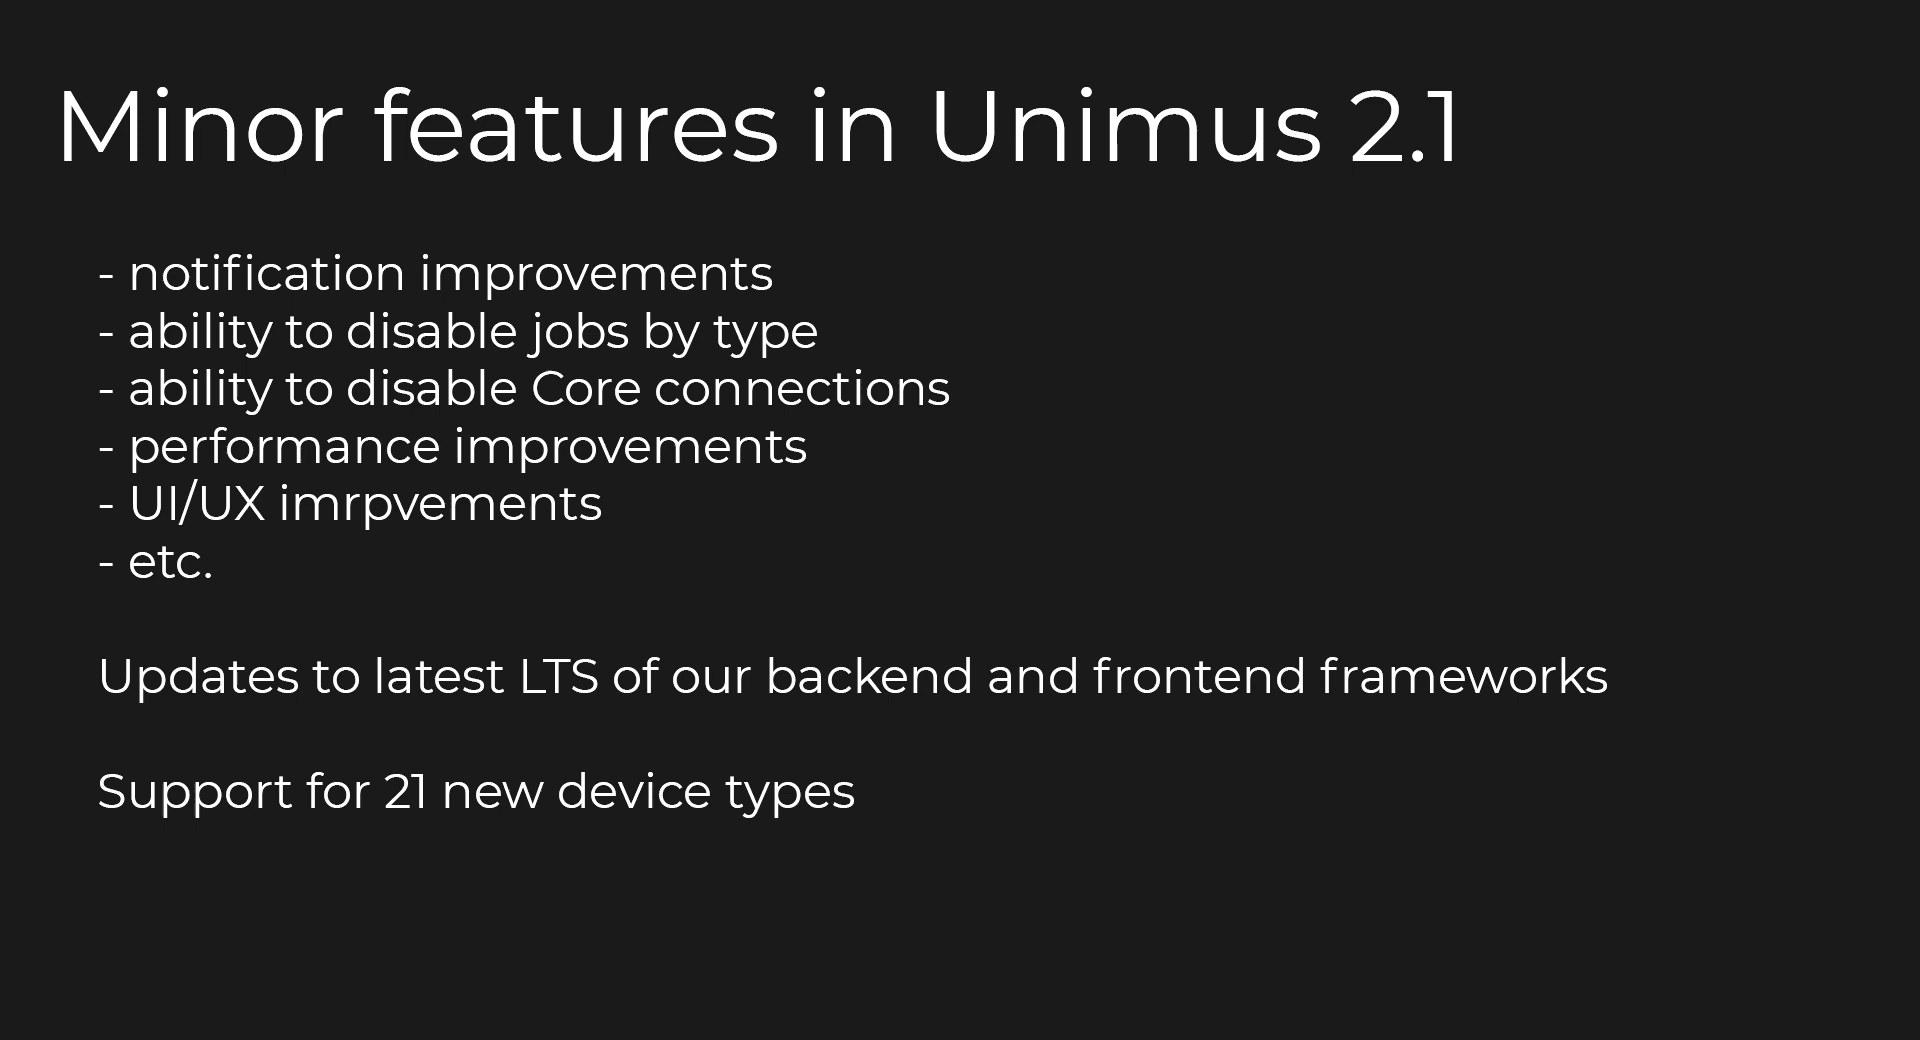 Minor features in Unimus 2.1
- notification improvements
- ability to disable jobs by type
- ability to disable Core connections
- performance improvements
- UI/UX imrpvements
- etc.
Updates to latest LTS of our backend and frontend frameworks
Support for 21 new device types